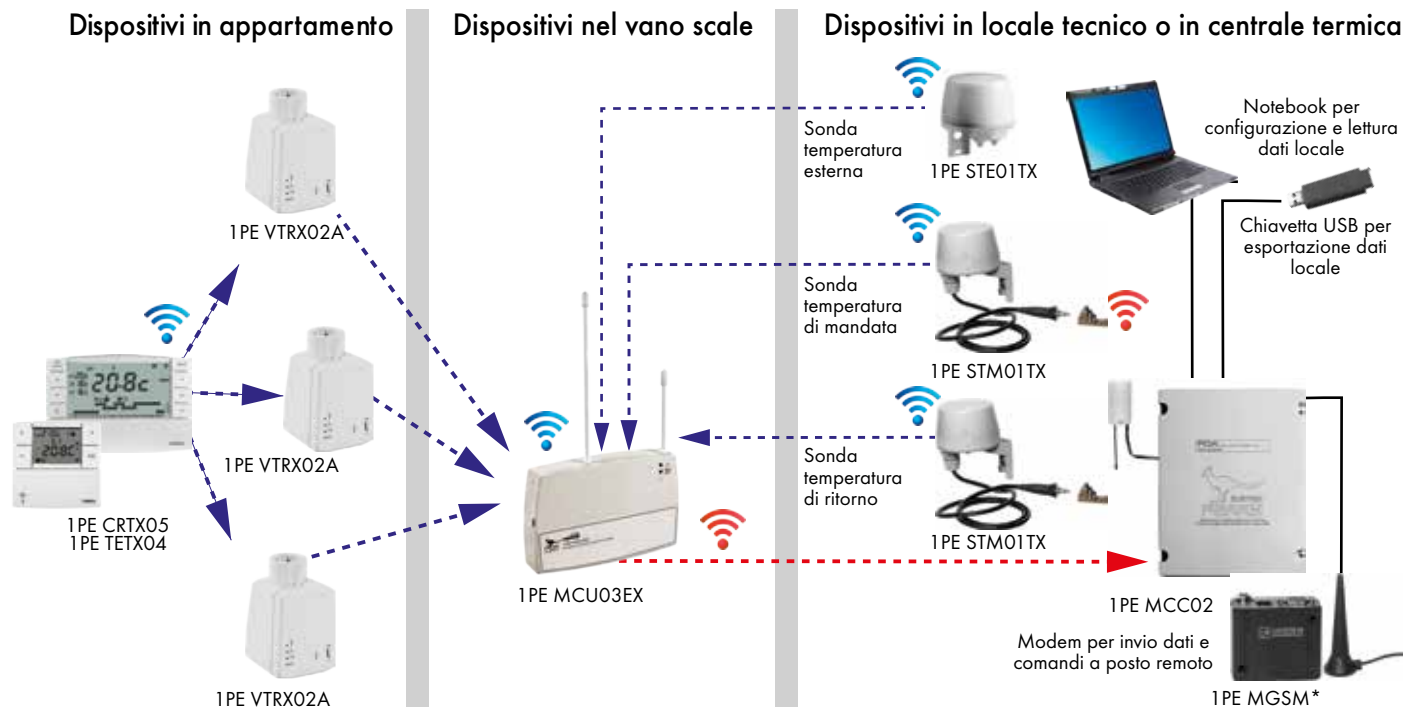 Dispositivi in appartamento
Dispositivi nel vano scale
Dispositivi in locale tecnico o in centrale termica
1PE VTRX02A
1PE VTRX02A
1PE VTRX02A
20.8c
20.8c
1PE CRTX05
1PE TETX04
1PE MCU03EX
Sonda
temperatura
esterna
1PE STE01TX
Sonda
temperatura
di mandata
1PE STM01TX
Sonda
temperatura
di ritorno
1PE STM01TX
Notebook per
configurazione e lettura
dati locale
Chiavetta USB per
esportazione dati
locale
1PE MCC02
Modem per invio dati e
comandi a posto remoto
1PE MGSM*